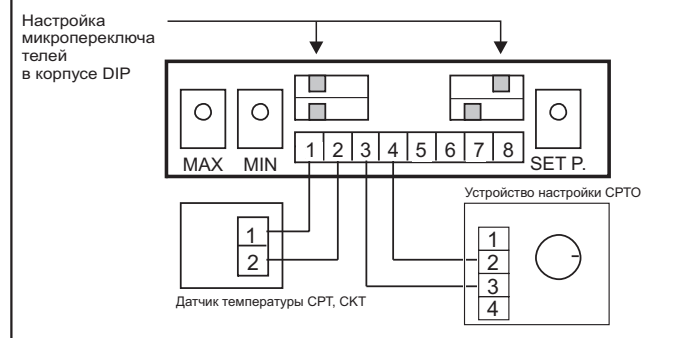 Настройка
микропереключа
телей
в корпусе DIP
MAX
MIN
1 2 3 4 5 6 7 8
SET P.
Устройство настройки СРТО
1
2
Датчик температуры СРТ, СКТ
1
2
3
4